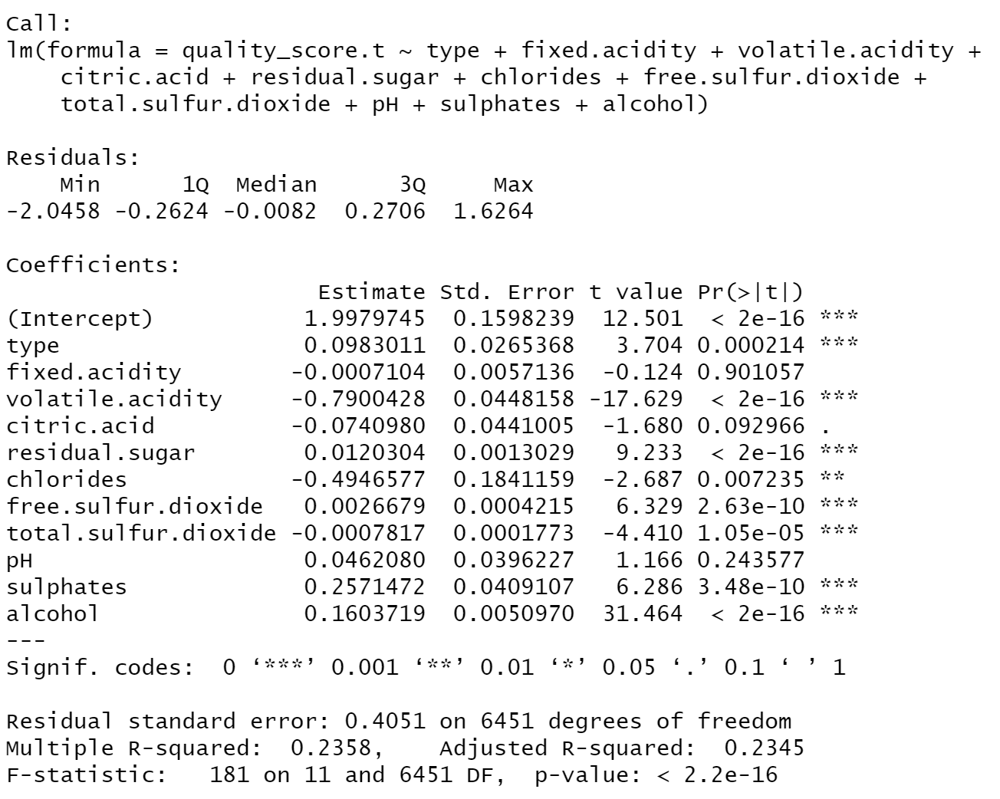 Call:
lm(formula = quality_score.t ~ type + fixed.acidity + volatile.acidity +
    citric.acid + residual.sugar + chlorides + free.sulfur.dioxide +
    total.sulfur.dioxide + pH + sulphates + alcohol)

Residuals:
    Min      1Q  Median      3Q     Max
-2.0458 -0.2624 -0.0082  0.2706  1.6264

Coefficients:
                       Estimate Std. Error t value Pr(>|t|)
(Intercept)           1.9979745  0.1598239  12.501  < 2e-16 ***
type                  0.0983011  0.0265368   3.704 0.000214 ***
fixed.acidity        -0.0007104  0.0057136  -0.124 0.901057
volatile.acidity     -0.7900428  0.0448158 -17.629  < 2e-16 ***
citric.acid          -0.0740980  0.0441005  -1.680 0.092966 .
residual.sugar        0.0120304  0.0013029   9.233  < 2e-16 ***
chlorides            -0.4946577  0.1841159  -2.687 0.007235 **
free.sulfur.dioxide   0.0026679  0.0004215   6.329 2.63e-10 ***
total.sulfur.dioxide -0.0007817  0.0001773  -4.410 1.05e-05 ***
pH                    0.0462080  0.0396227   1.166 0.243577
sulphates             0.2571472  0.0409107   6.286 3.48e-10 ***
alcohol               0.1603719  0.0050970  31.464  < 2e-16 ***
---
Signif. codes:  0 ‘***’ 0.001 ‘**’ 0.01 ‘*’ 0.05 ‘.’ 0.1 ‘ ’ 1

Residual standard error: 0.4051 on 6451 degrees of freedom
Multiple R-squared:  0.2358,    Adjusted R-squared:  0.2345
F-statistic:   181 on 11 and 6451 DF,  p-value: < 2.2e-16